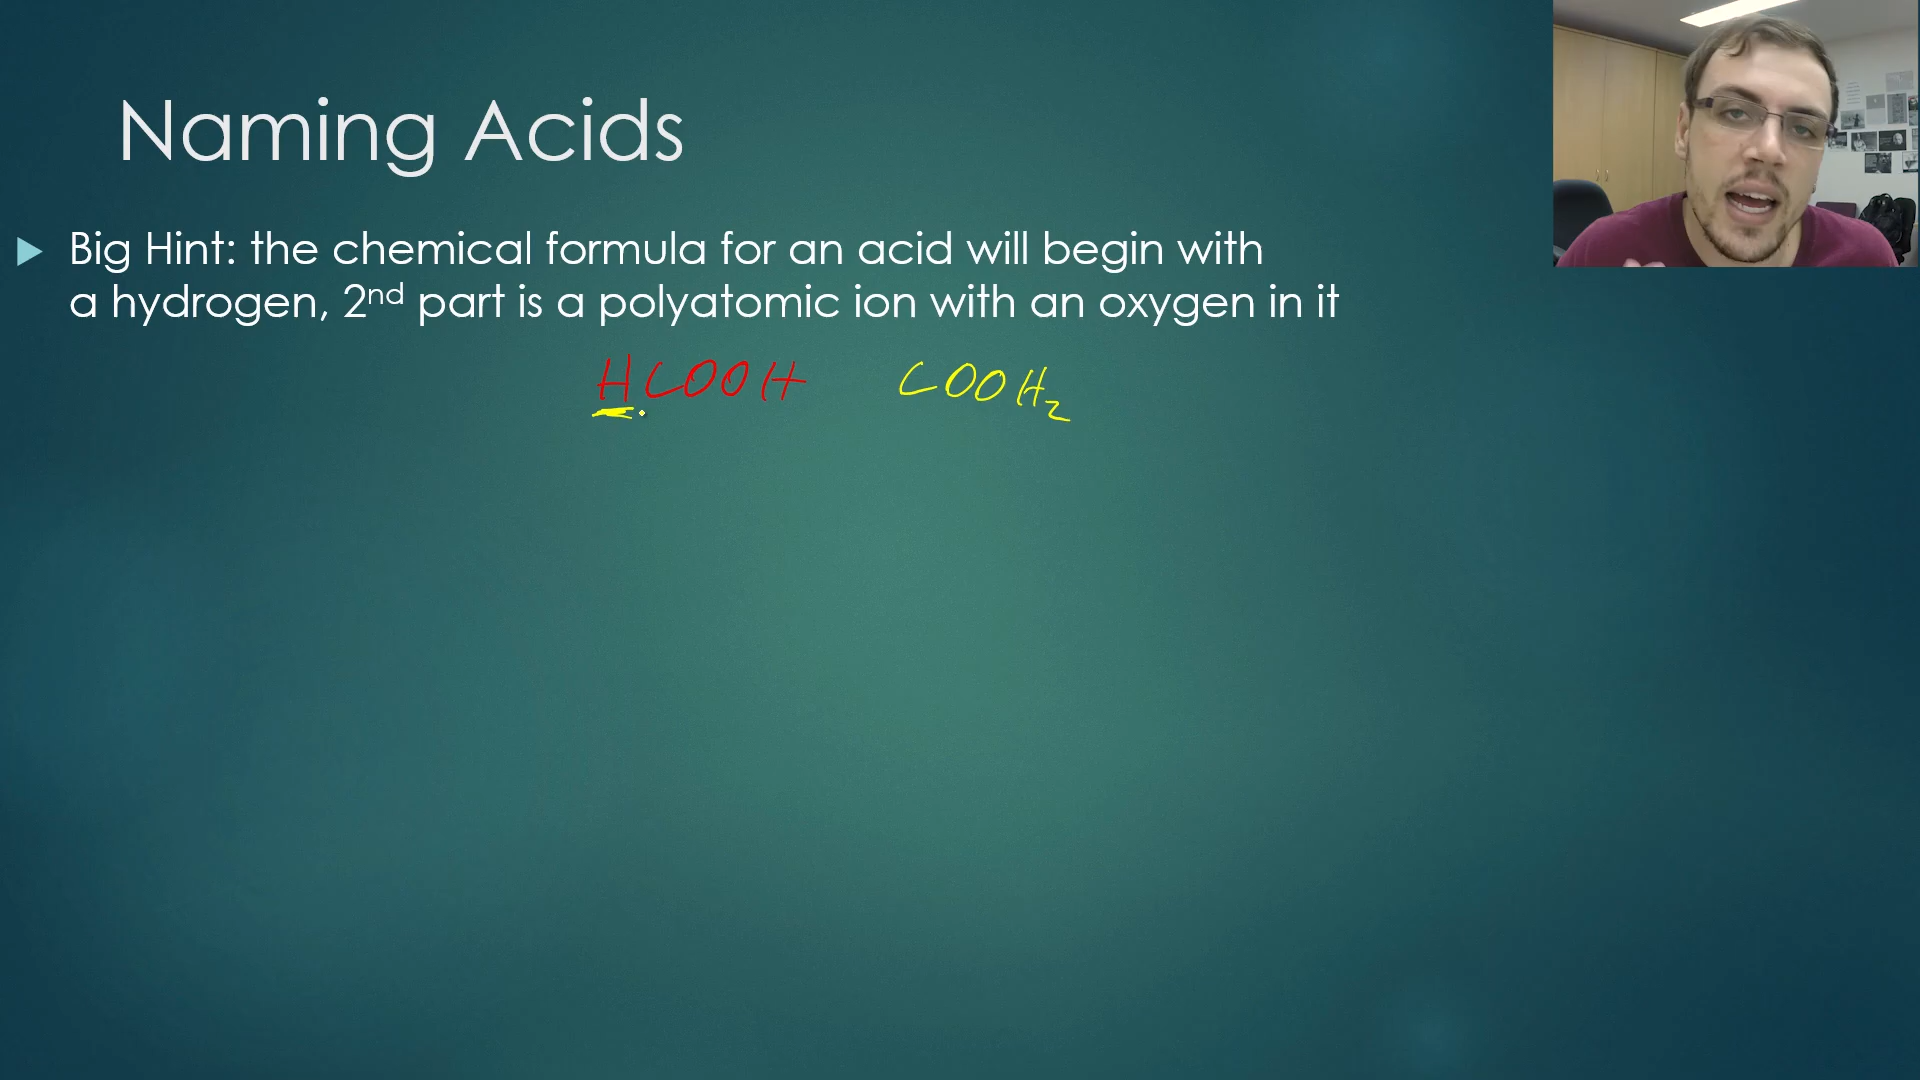 Naming Acids
Big Hint: the chemical formula for an acid will begin with
a hydrogen, 2nd part is a polyatomic ion with an oxygen in it
HCOOH COOH2